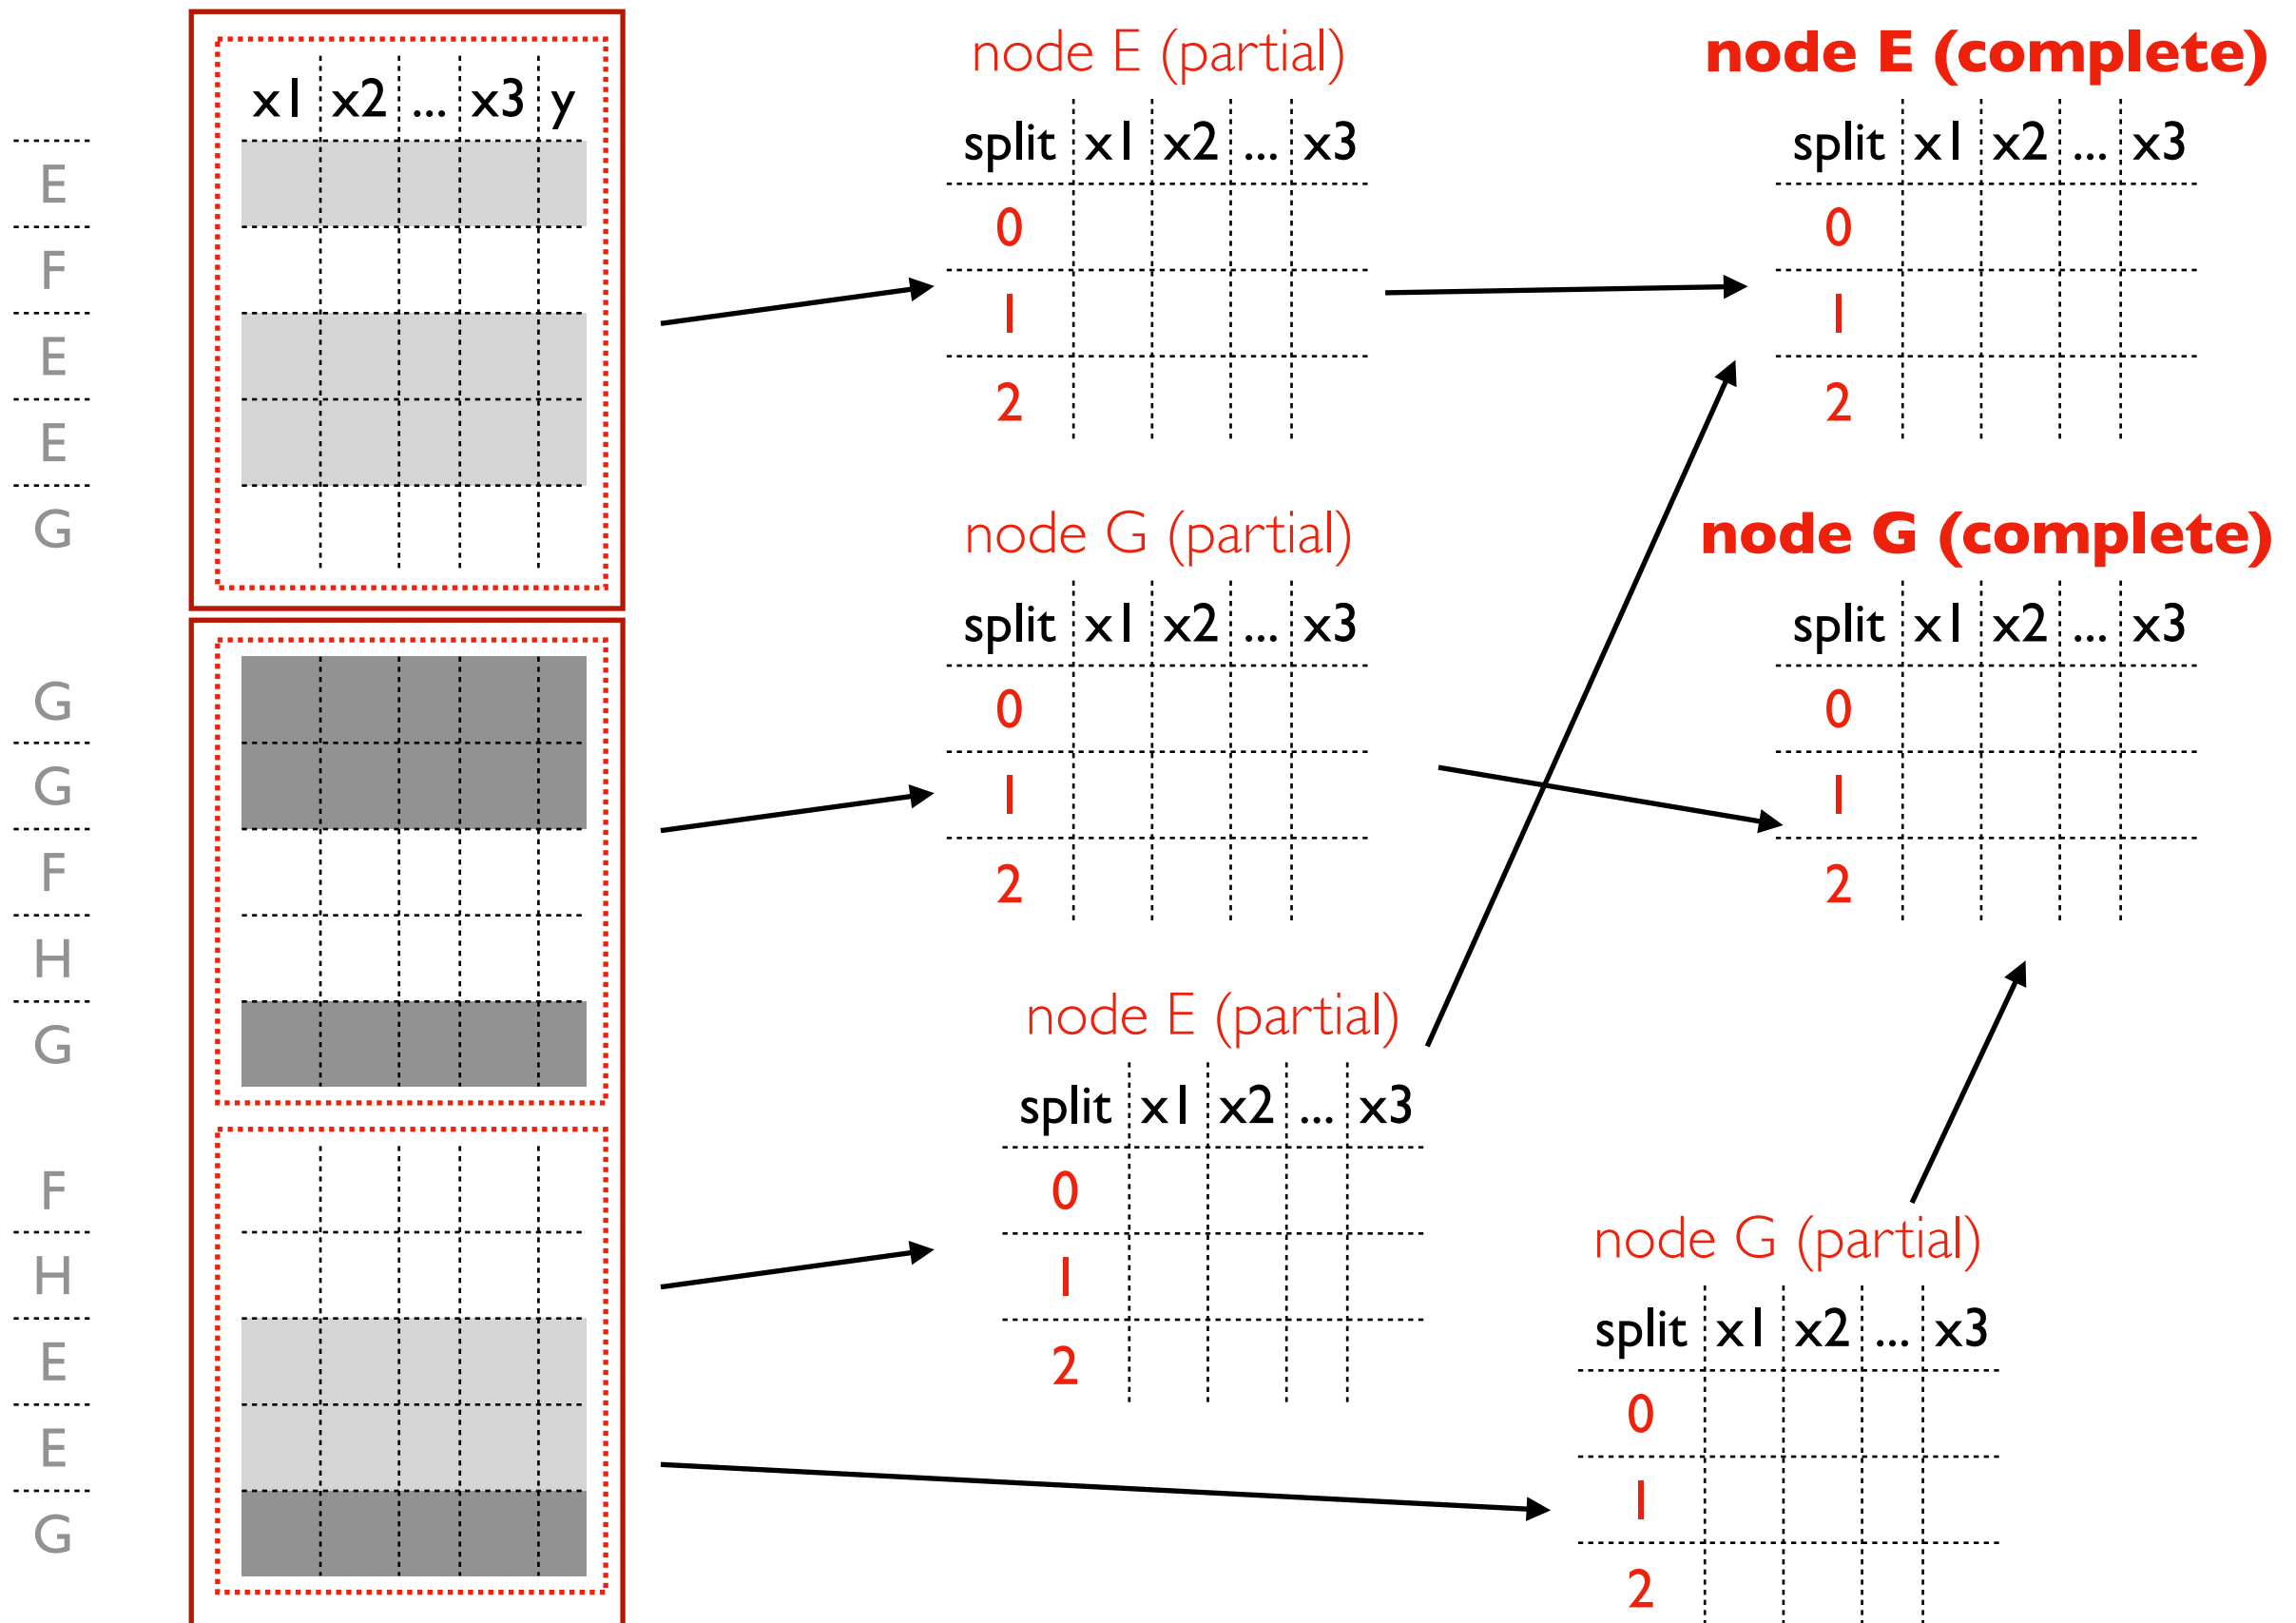 x1 x2 ... x3 y
E
F
E
E
G
G
G
F
H
G
F
H
E
E
G
node E (partial)
split x1 x2 ... x3
0
1
2
node G (partial)
split x1 x2 ... x3
0
1
2
node E (partial)
split x1 x2 ... x3
0
1
2
node G (partial)
split x1 x2 ... x3
0
1
2
node E (complete)
split x1 x2 ... x3
0
1
2
node G (complete)
split x1 x2 ... x3
0
1
2